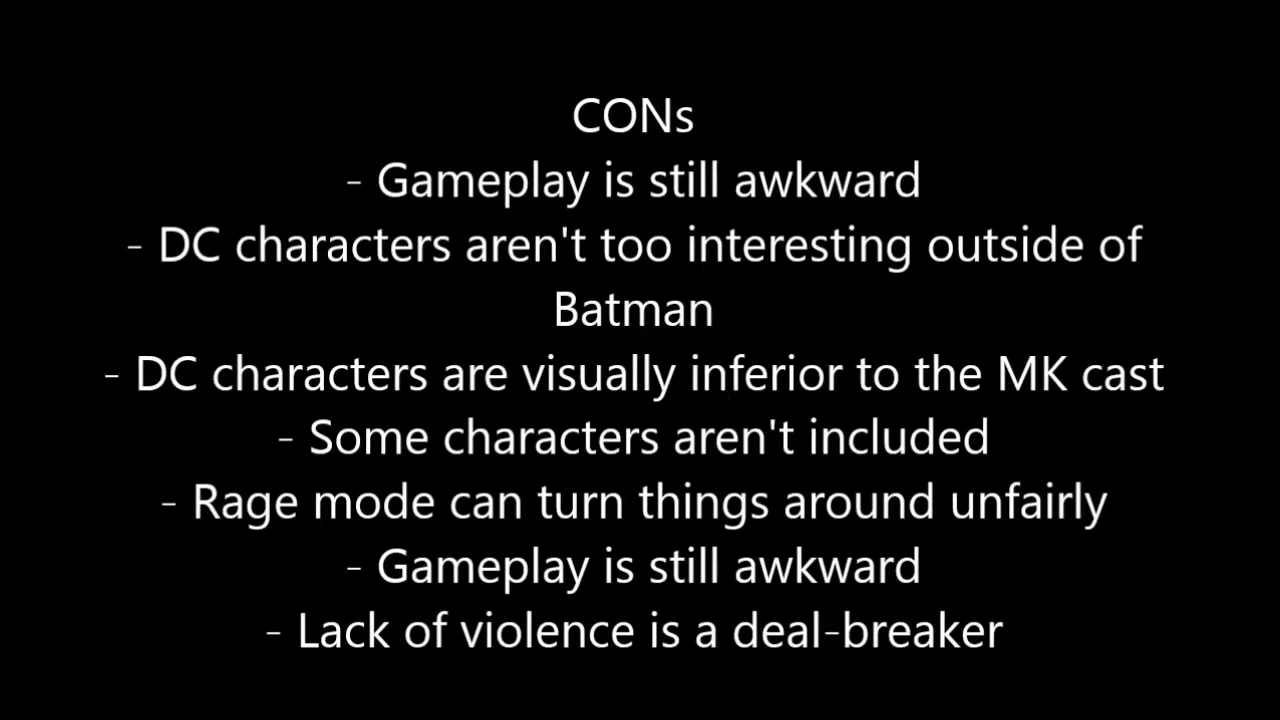 CONs
- Gameplay is still awkward
- DC characters aren't too interesting outside of
Batman
- DC characters are visually inferior to the MK cast
- Some characters aren't included
- Rage mode can turn things around unfairly
- Gameplay is still awkward
- Lack of violence is a deal-breaker